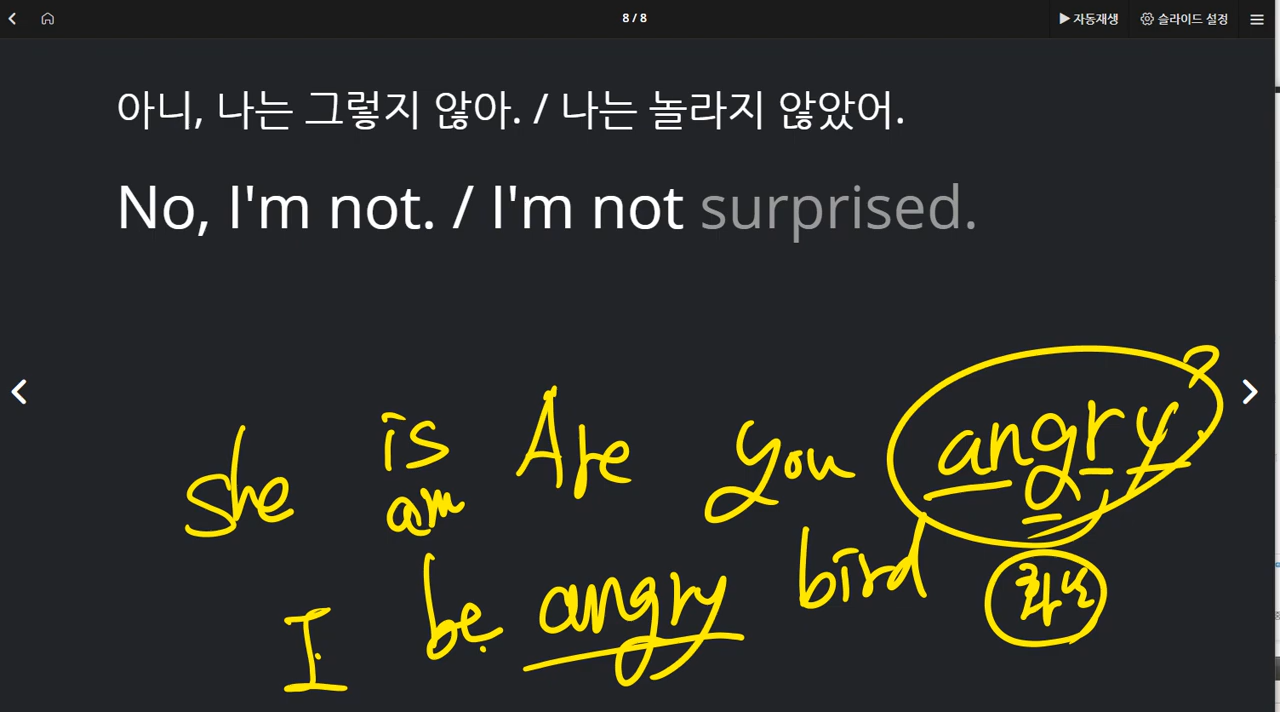 8 / 8
▶ 자동재생
슬라이드 설정
아니, 나는 그렇지 않아. / 나는 놀라지 않았어.
No, I'm not. / I'm not surprised.
she is Are you angry?
am
I be angry bird
화난